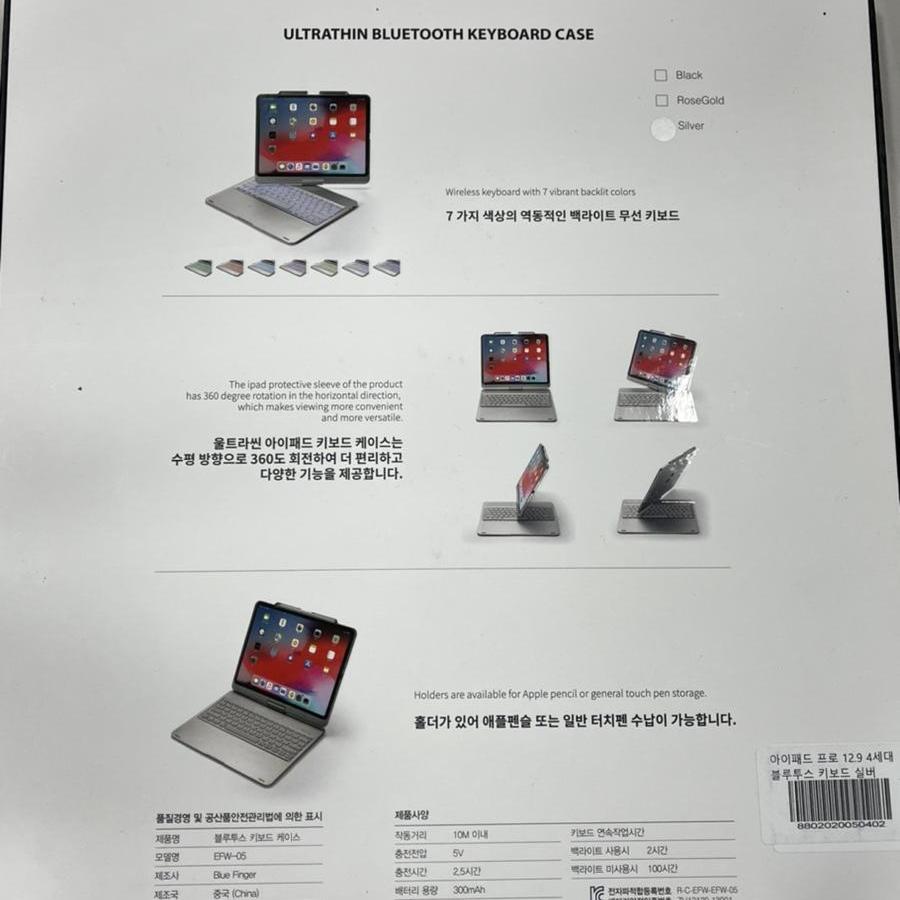 ULTRATHIN BLUETOOTH KEYBOARD CASE
Black
RoseGold
Silver
Wireless keyboard with 7 vibrant backlit colors
7 가지 색상의 역동적인 백라이트 무선 키보드
The ipad protective sleeve of the product
has 360 degree rotation in the horizontal direction,
which makes viewing more convenient
and more versatile.
울트라씬 아이패드 키보드 케이스는
수평 방향으로 360도 회전하여 더 편리하고
다양한 기능을 제공합니다.
Holders are available for Apple pencil or general touch pen storage.
홀더가 있어 애플펜슬 또는 일반 터치펜 수납이 가능합니다.
아이패드 프로 12.9 4세대
블루투스 키보드 실버
8802020050402
품질경영 및 공산품안전관리법에 의한 표시
제품명 블루투스 키보드 케이스
모델명 EFW-05
제조사 Blue Finger
제조국 중국 (China)
제품사양
작동거리 10M 이내
충전전압 5V
충전시간 2.5시간
배터리 용량 300mAh
키보드 연속작업시간
백라이트 사용시 2시간
백라이트 미사용시 100시간
전자파적합등록번호 R-C-EFW-EFW-05